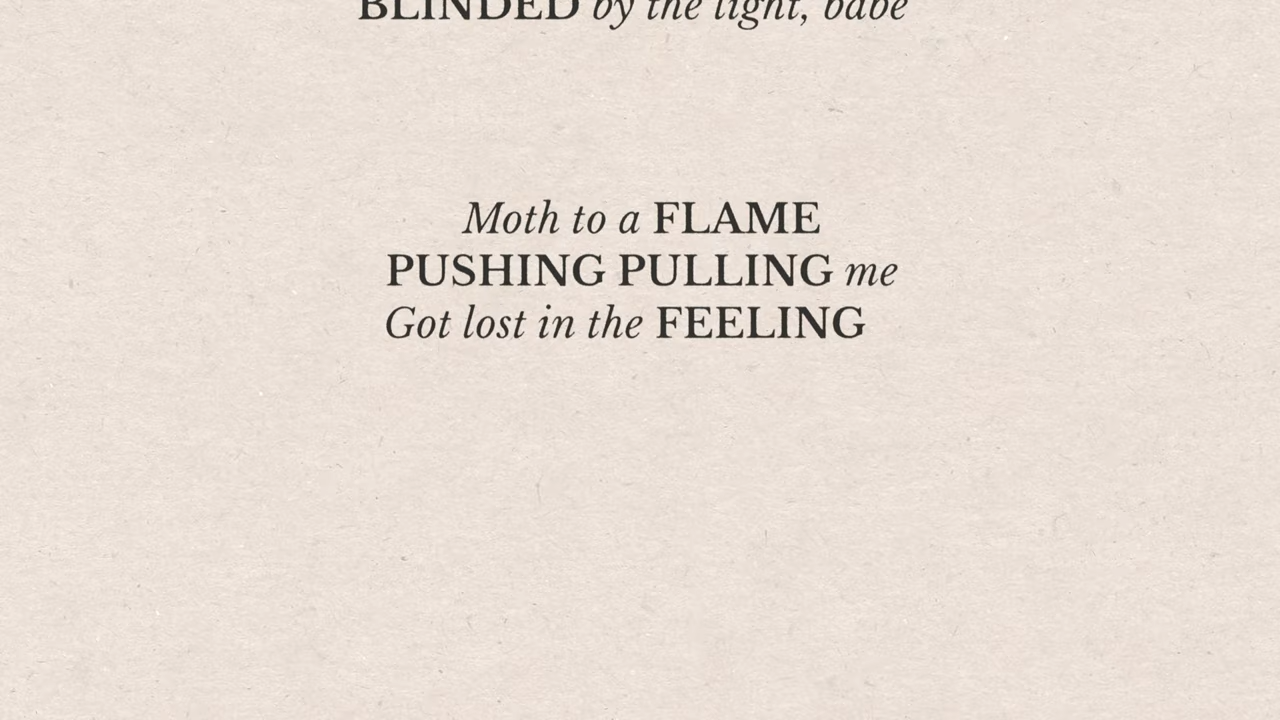 BLINDED by the light, babe
Moth to a FLAME
PUSHING PULLING me
Got lost in the FEELING